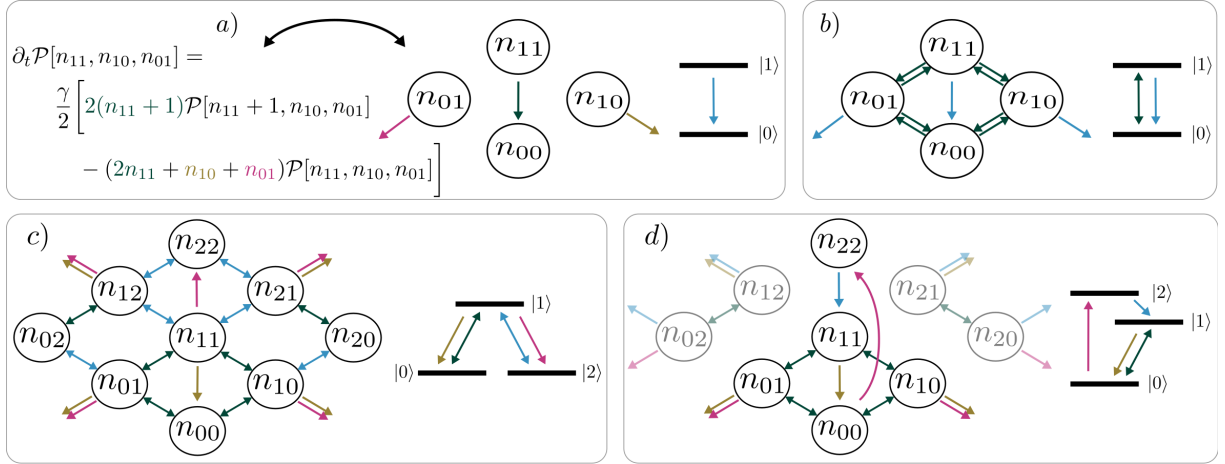 a)
∂ₜ𝒫[n₁₁, n₁₀, n₀₁] =
γ/2 [2(n₁₁ + 1)𝒫[n₁₁ + 1, n₁₀, n₀₁]
− (2n₁₁ + n₁₀ + n₀₁)𝒫[n₁₁, n₁₀, n₀₁]]
n₁₁
n₀₁ n₁₀
n₀₀
|1⟩
|0⟩
b)
n₁₁
n₀₁ n₁₀
n₀₀
|1⟩
|0⟩
c)
n₂₂
n₁₂ n₂₁
n₀₂ n₁₁ n₂₀
n₀₁ n₁₀
n₀₀
|1⟩
|0⟩ |2⟩
d)
n₂₂
n₁₂ n₂₁
n₀₂ n₁₁ n₂₀
n₀₁ n₁₀
n₀₀
|2⟩
|1⟩
|0⟩